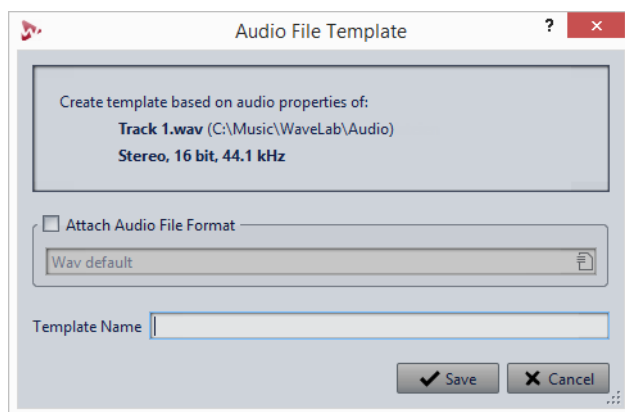 Audio File Template
?
Create template based on audio properties of:
Track 1.wav (C:\Music\WaveLab\Audio)
Stereo, 16 bit, 44.1 kHz
Attach Audio File Format
Wav default
Template Name
Save
Cancel